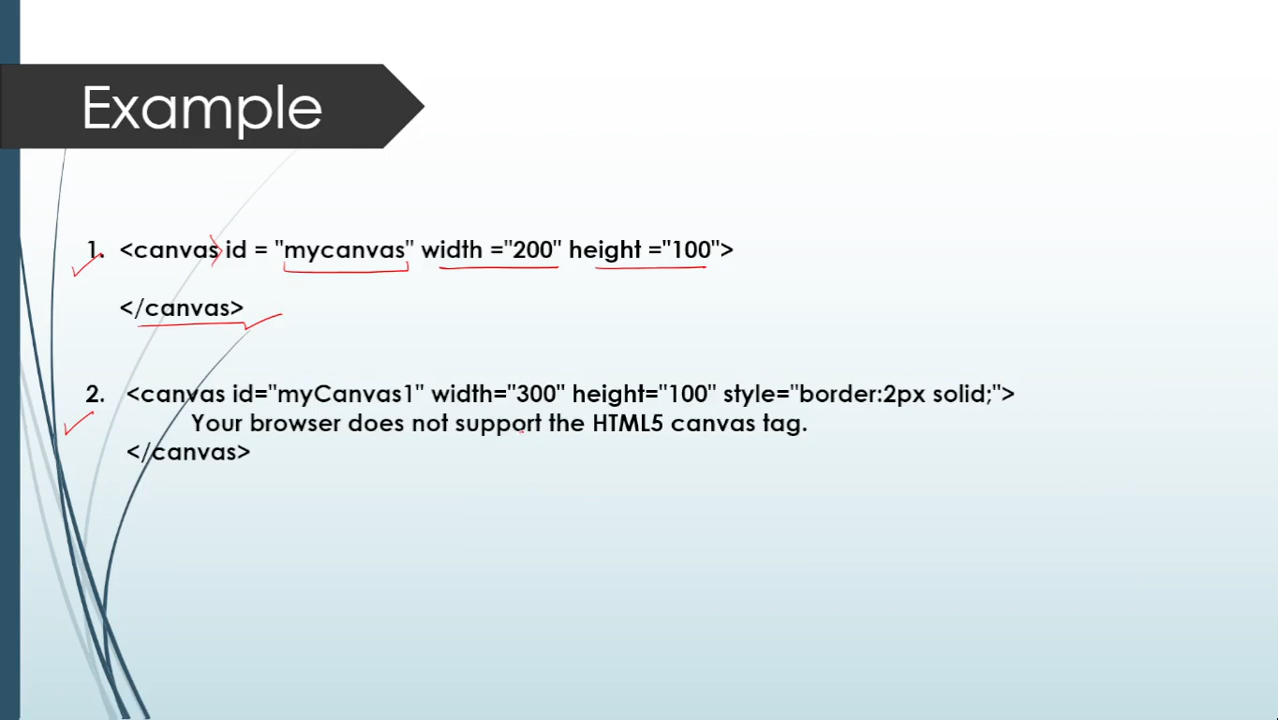 Example
1. <canvas id = "mycanvas" width ="200" height ="100">
</canvas>
2. <canvas id="myCanvas1" width="300" height="100" style="border:2px solid;">
Your browser does not support the HTML5 canvas tag.
</canvas>